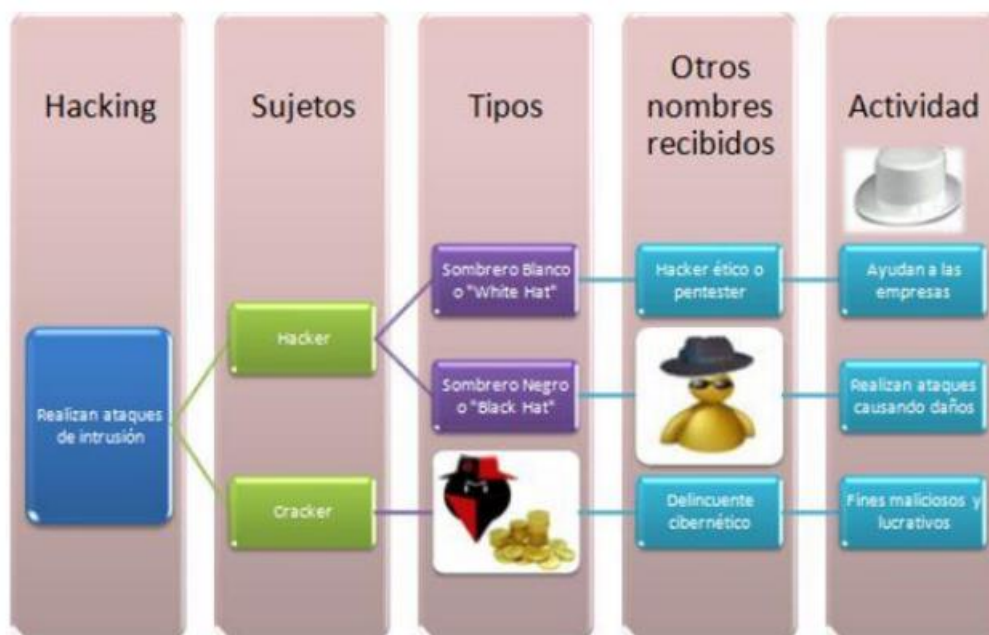 Hacking
Sujetos
Tipos
Otros
nombres
recibidos
Actividad
Realizan ataques
de intrusión
Hacker
Cracker
Sombrero Blanco
o "White Hat"
Sombrero Negro
o "Black Hat"
Hacker ético o
pentester
Delincuente
cibernético
Ayudan a las
empresas
Realizan ataques
causando daños
Fines maliciosos y
lucrativos